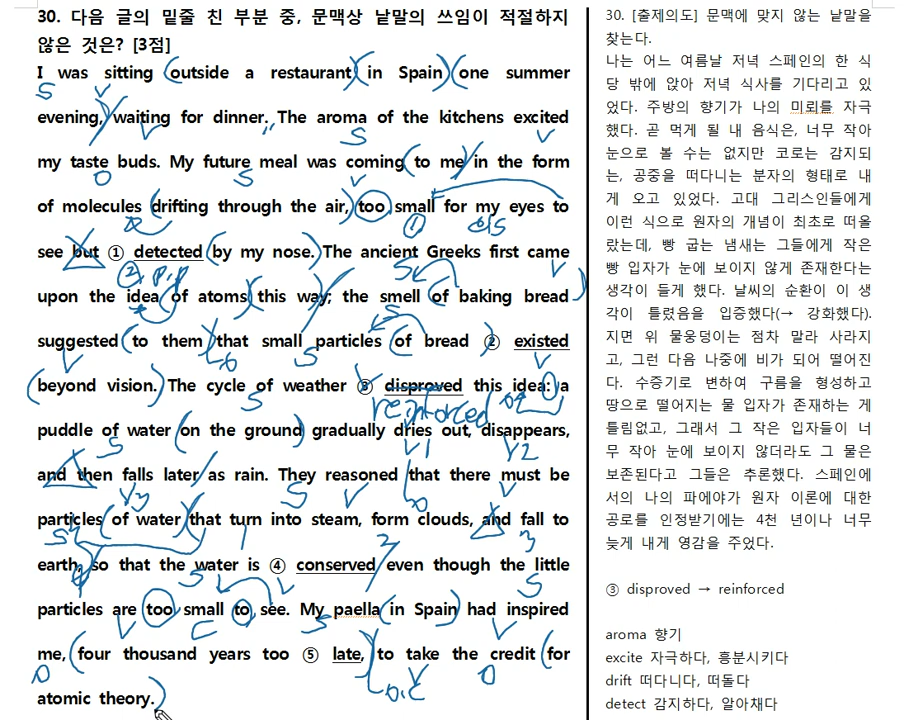 30. 다음 글의 밑줄 친 부분 중, 문맥상 낱말의 쓰임이 적절하지
않은 것은? [3점]
I was sitting outside a restaurant in Spain one summer
evening, waiting for dinner. The aroma of the kitchens excited
my taste buds. My future meal was coming to me in the form
of molecules drifting through the air, too small for my eyes to
see but ① detected by my nose. The ancient Greeks first came
upon the idea of atoms this way; the smell of baking bread
suggested to them that small particles of bread ② existed
beyond vision. The cycle of weather ③ disproved this idea: a
reinforced
puddle of water on the ground gradually dries out, disappears,
and then falls later as rain. They reasoned that there must be
particles of water that turn into steam, form clouds, and fall to
earth, so that the water is ④ conserved even though the little
particles are too small to see. My paella in Spain had inspired
me, four thousand years too ⑤ late, to take the credit for
atomic theory.
30. [출제의도] 문맥에 맞지 않는 낱말을
찾는다.
나는 어느 여름날 저녁 스페인의 한 식
당 밖에 앉아 저녁 식사를 기다리고 있
었다. 주방의 향기가 나의 미뢰를 자극
했다. 곧 먹게 될 내 음식은, 너무 작아
눈으로 볼 수는 없지만 코로는 감지되
는, 공중을 떠다니는 분자의 형태로 내
게 오고 있었다. 고대 그리스인들에게
이런 식으로 원자의 개념이 최초로 떠올
랐는데, 빵 굽는 냄새는 그들에게 작은
빵 입자가 눈에 보이지 않게 존재한다는
생각이 들게 했다. 날씨의 순환이 이 생
각이 틀렸음을 입증했다(→ 강화했다).
지면 위 물웅덩이는 점차 말라 사라지
고, 그런 다음 나중에 비가 되어 떨어진
다. 수증기로 변하여 구름을 형성하고
땅으로 떨어지는 물 입자가 존재하는 게
틀림없고, 그래서 그 작은 입자들이 너
무 작아 눈에 보이지 않더라도 그 물은
보존된다고 그들은 추론했다. 스페인에
서의 나의 파에야가 원자 이론에 대한
공로를 인정받기에는 4천 년이나 너무
늦게 내게 영감을 주었다.
③ disproved → reinforced
aroma 향기
excite 자극하다, 흥분시키다
drift 떠다니다, 떠돌다
detect 감지하다, 알아채다